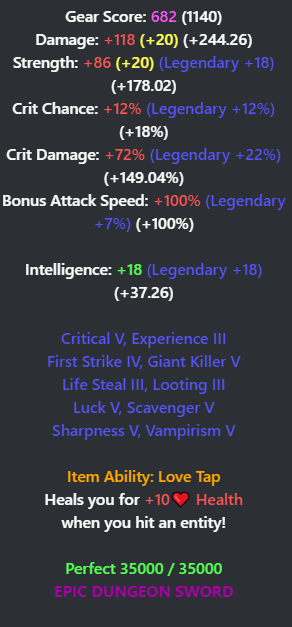 Gear Score: 682 (1140)
Damage: +118 (+20) (+244.26)
Strength: +86 (+20) (Legendary +18)
(+178.02)
Crit Chance: +12% (Legendary +12%)
(+18%)
Crit Damage: +72% (Legendary +22%)
(+149.04%)
Bonus Attack Speed: +100% (Legendary
+7%) (+100%)
Intelligence: +18 (Legendary +18)
(+37.26)
Critical V, Experience III
First Strike IV, Giant Killer V
Life Steal III, Looting III
Luck V, Scavenger V
Sharpness V, Vampirism V
Item Ability: Love Tap
Heals you for +10❤ Health
when you hit an entity!
Perfect 35000 / 35000
EPIC DUNGEON SWORD